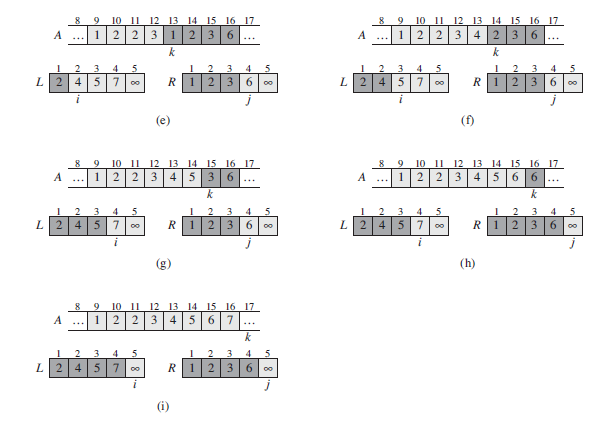 8 9 10 11 12 13 14 15 16 17
A ... 1 2 2 3 1 2 3 6 ...
k
1 2 3 4 5
L 2 4 5 7 ∞
i
1 2 3 4 5
R 1 2 3 6 ∞
j
(e)
8 9 10 11 12 13 14 15 16 17
A ... 1 2 2 3 4 2 3 6 ...
k
1 2 3 4 5
L 2 4 5 7 ∞
i
1 2 3 4 5
R 1 2 3 6 ∞
j
(f)
8 9 10 11 12 13 14 15 16 17
A ... 1 2 2 3 4 5 3 6 ...
k
1 2 3 4 5
L 2 4 5 7 ∞
i
1 2 3 4 5
R 1 2 3 6 ∞
j
(g)
8 9 10 11 12 13 14 15 16 17
A ... 1 2 2 3 4 5 6 6 ...
k
1 2 3 4 5
L 2 4 5 7 ∞
i
1 2 3 4 5
R 1 2 3 6 ∞
j
(h)
8 9 10 11 12 13 14 15 16 17
A ... 1 2 2 3 4 5 6 7 ...
k
1 2 3 4 5
L 2 4 5 7 ∞
i
1 2 3 4 5
R 1 2 3 6 ∞
j
(i)